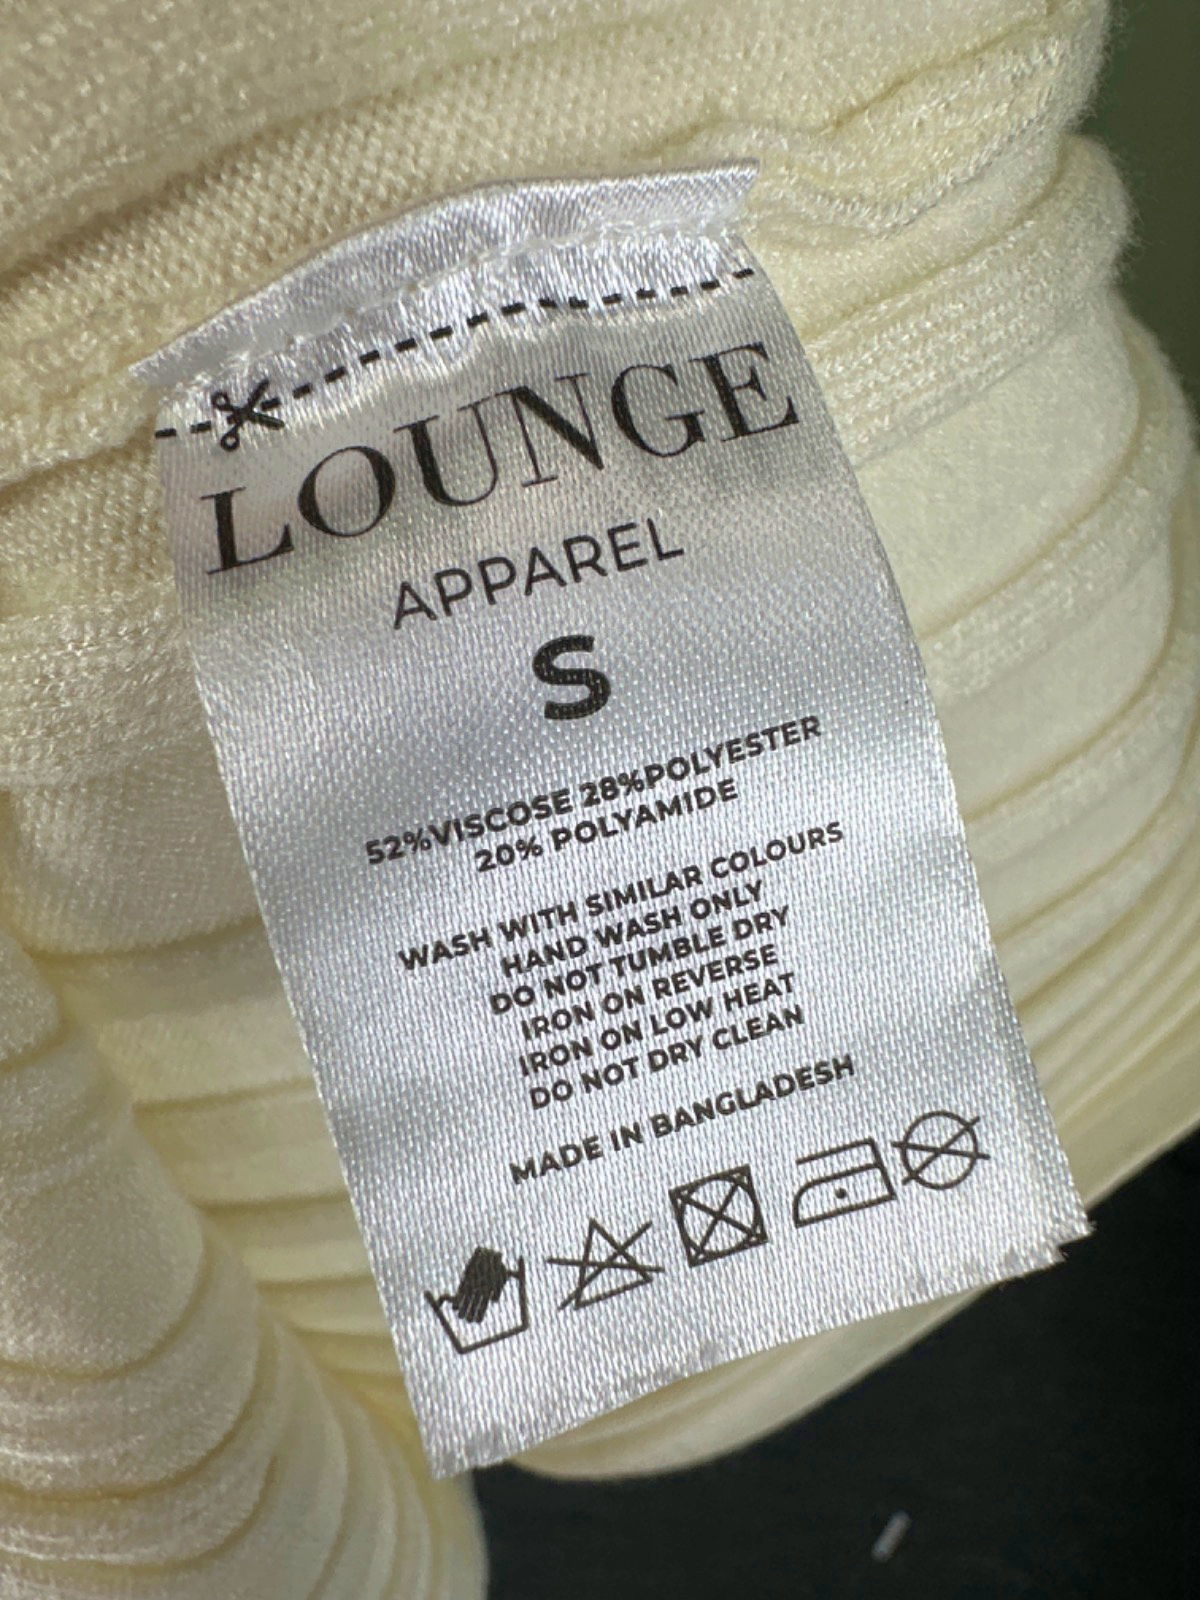 LOUNGE
APPAREL
S
52%VISCOSE 28%POLYESTER
20% POLYAMIDE
WASH WITH SIMILAR COLOURS
HAND WASH ONLY
DO NOT TUMBLE DRY
IRON ON REVERSE
IRON ON LOW HEAT
DO NOT DRY CLEAN
MADE IN BANGLADESH